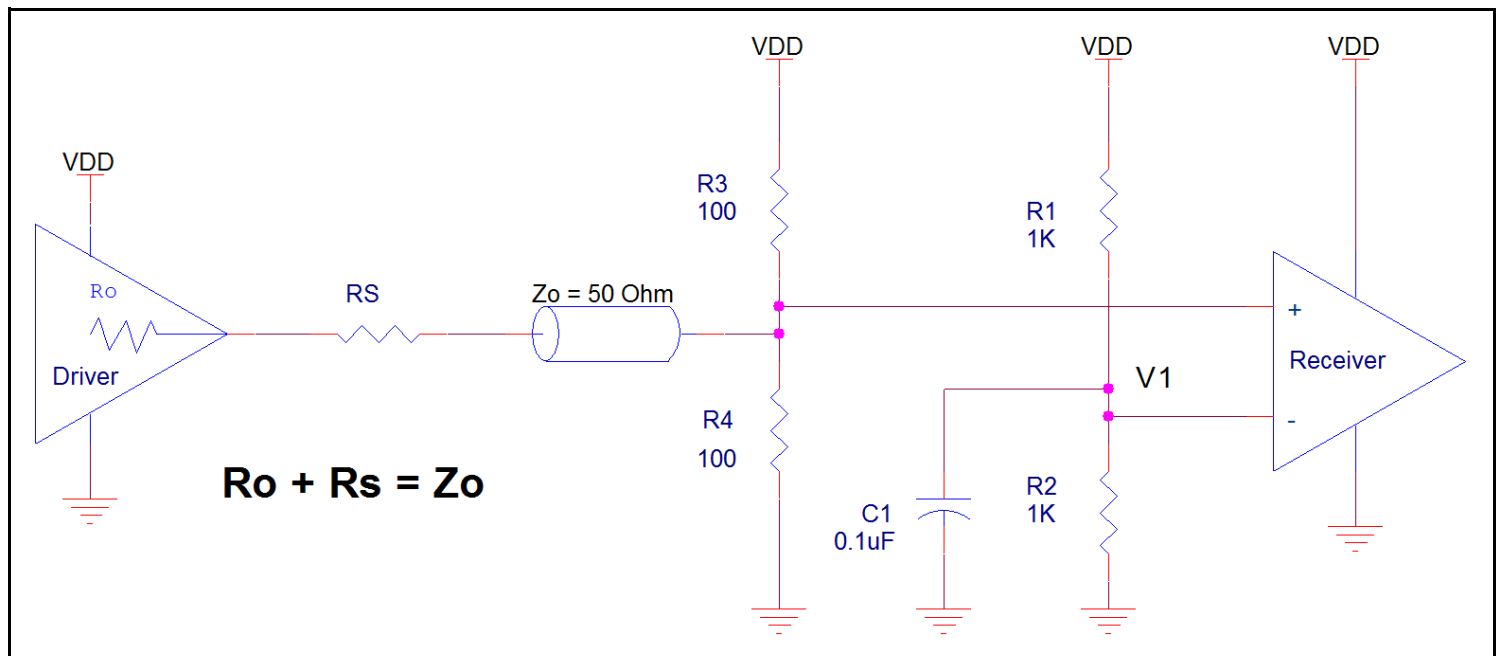 VDD
VDD
VDD
VDD
Ro
Driver
RS
Zo = 50 Ohm
R3
100
R4
100
R1
1K
V1
R2
1K
C1
0.1uF
+
Receiver
-
Ro + Rs = Zo